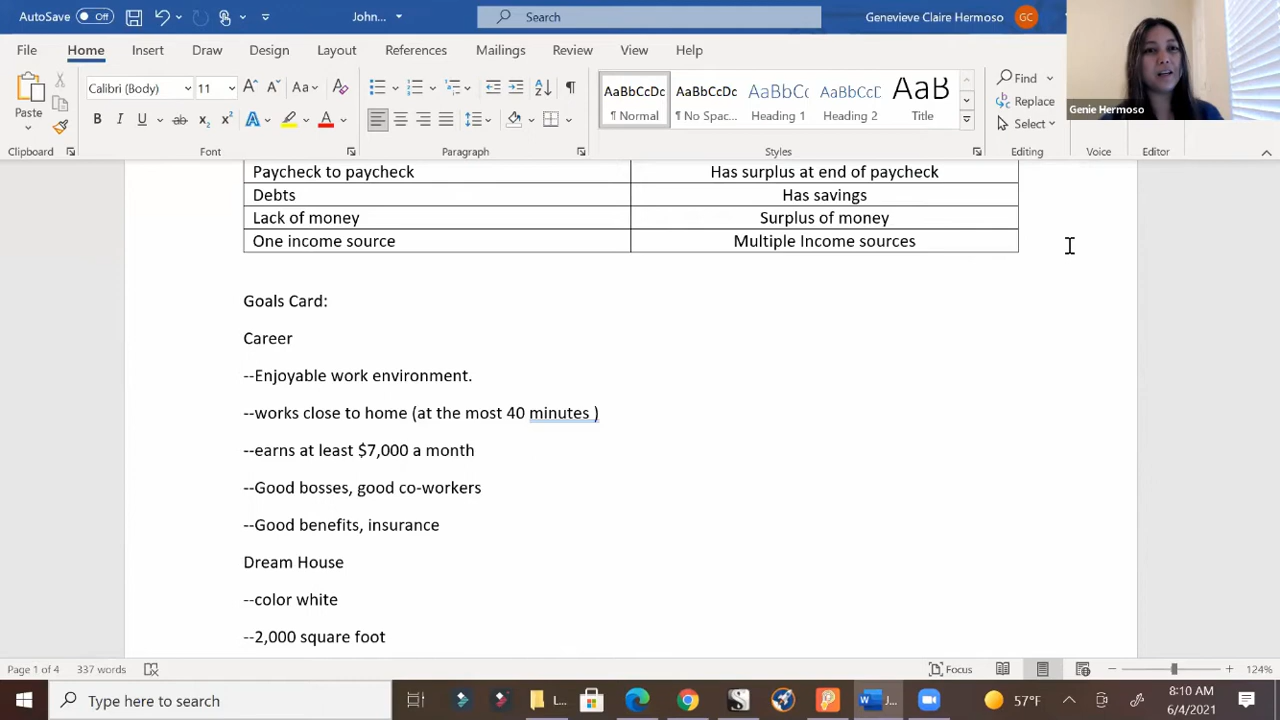 AutoSave Off John... Search Genevieve Claire Hermoso GC
File Home Insert Draw Design Layout References Mailings Review View Help
Paste Calibri (Body) 11 Aa A B I U ab x₂ x² A A
AaBbCcDc AaBbCcDc AaBbCc AaBbCcD AaB
¶ Normal ¶ No Spac... Heading 1 Heading 2 Title
Find
Replace
Select
Genie Hermoso
Clipboard Font Paragraph Styles Editing Voice Editor
Paycheck to paycheck Has surplus at end of paycheck
Debts Has savings
Lack of money Surplus of money
One income source Multiple Income sources
Goals Card:
Career
--Enjoyable work environment.
--works close to home (at the most 40 minutes )
--earns at least $7,000 a month
--Good bosses, good co-workers
--Good benefits, insurance
Dream House
--color white
--2,000 square foot
Page 1 of 4 337 words Focus 124%
Type here to search L... J... 57°F 8:10 AM
6/4/2021